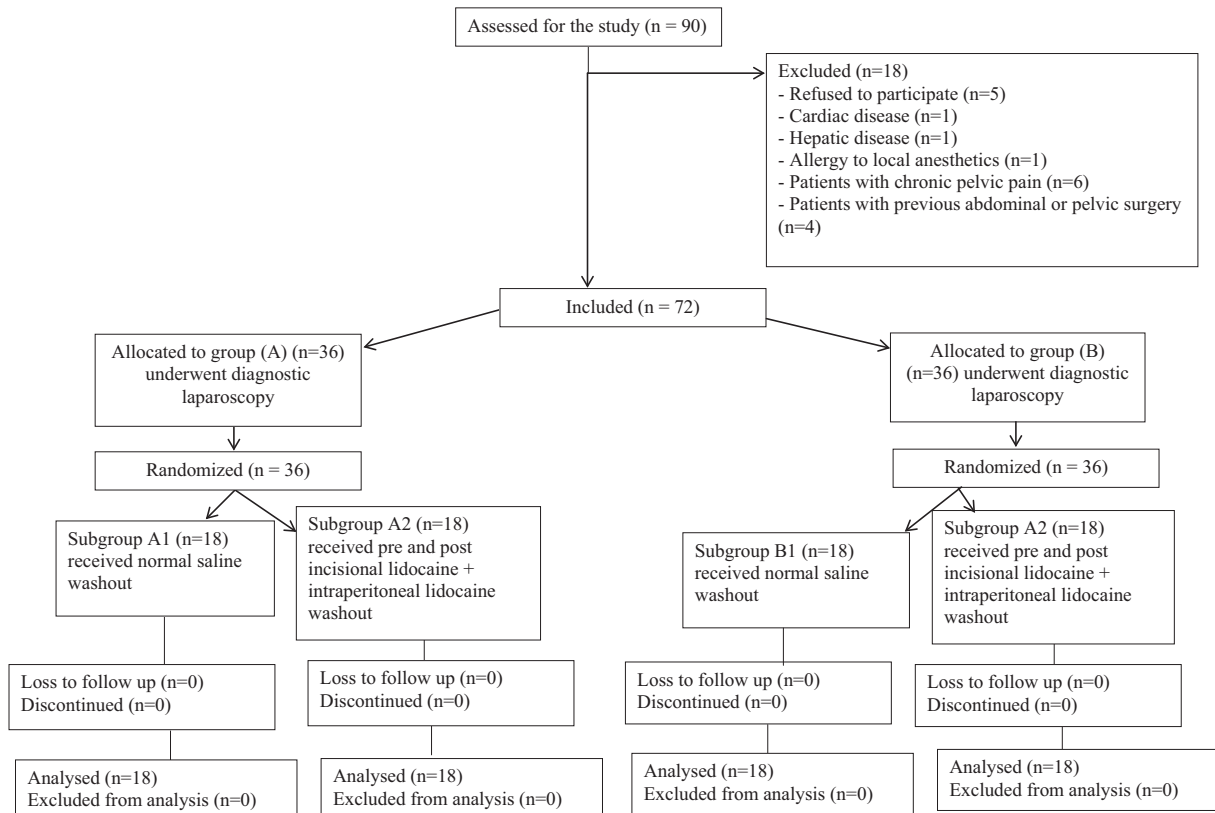 Assessed for the study (n = 90)
Excluded (n=18)
- Refused to participate (n=5)
- Cardiac disease (n=1)
- Hepatic disease (n=1)
- Allergy to local anesthetics (n=1)
- Patients with chronic pelvic pain (n=6)
- Patients with previous abdominal or pelvic surgery
(n=4)
Included (n = 72)
Allocated to group (A) (n=36)
underwent diagnostic
laparoscopy
Allocated to group (B)
(n=36) underwent diagnostic
laparoscopy
Randomized (n = 36)
Randomized (n = 36)
Subgroup A1 (n=18)
received normal saline
washout
Subgroup A2 (n=18)
received pre and post
incisional lidocaine +
intraperitoneal lidocaine
washout
Subgroup B1 (n=18)
received normal saline
washout
Subgroup A2 (n=18)
received pre and post
incisional lidocaine +
intraperitoneal lidocaine
washout
Loss to follow up (n=0)
Discontinued (n=0)
Loss to follow up (n=0)
Discontinued (n=0)
Loss to follow up (n=0)
Discontinued (n=0)
Loss to follow up (n=0)
Discontinued (n=0)
Analysed (n=18)
Excluded from analysis (n=0)
Analysed (n=18)
Excluded from analysis (n=0)
Analysed (n=18)
Excluded from analysis (n=0)
Analysed (n=18)
Excluded from analysis (n=0)